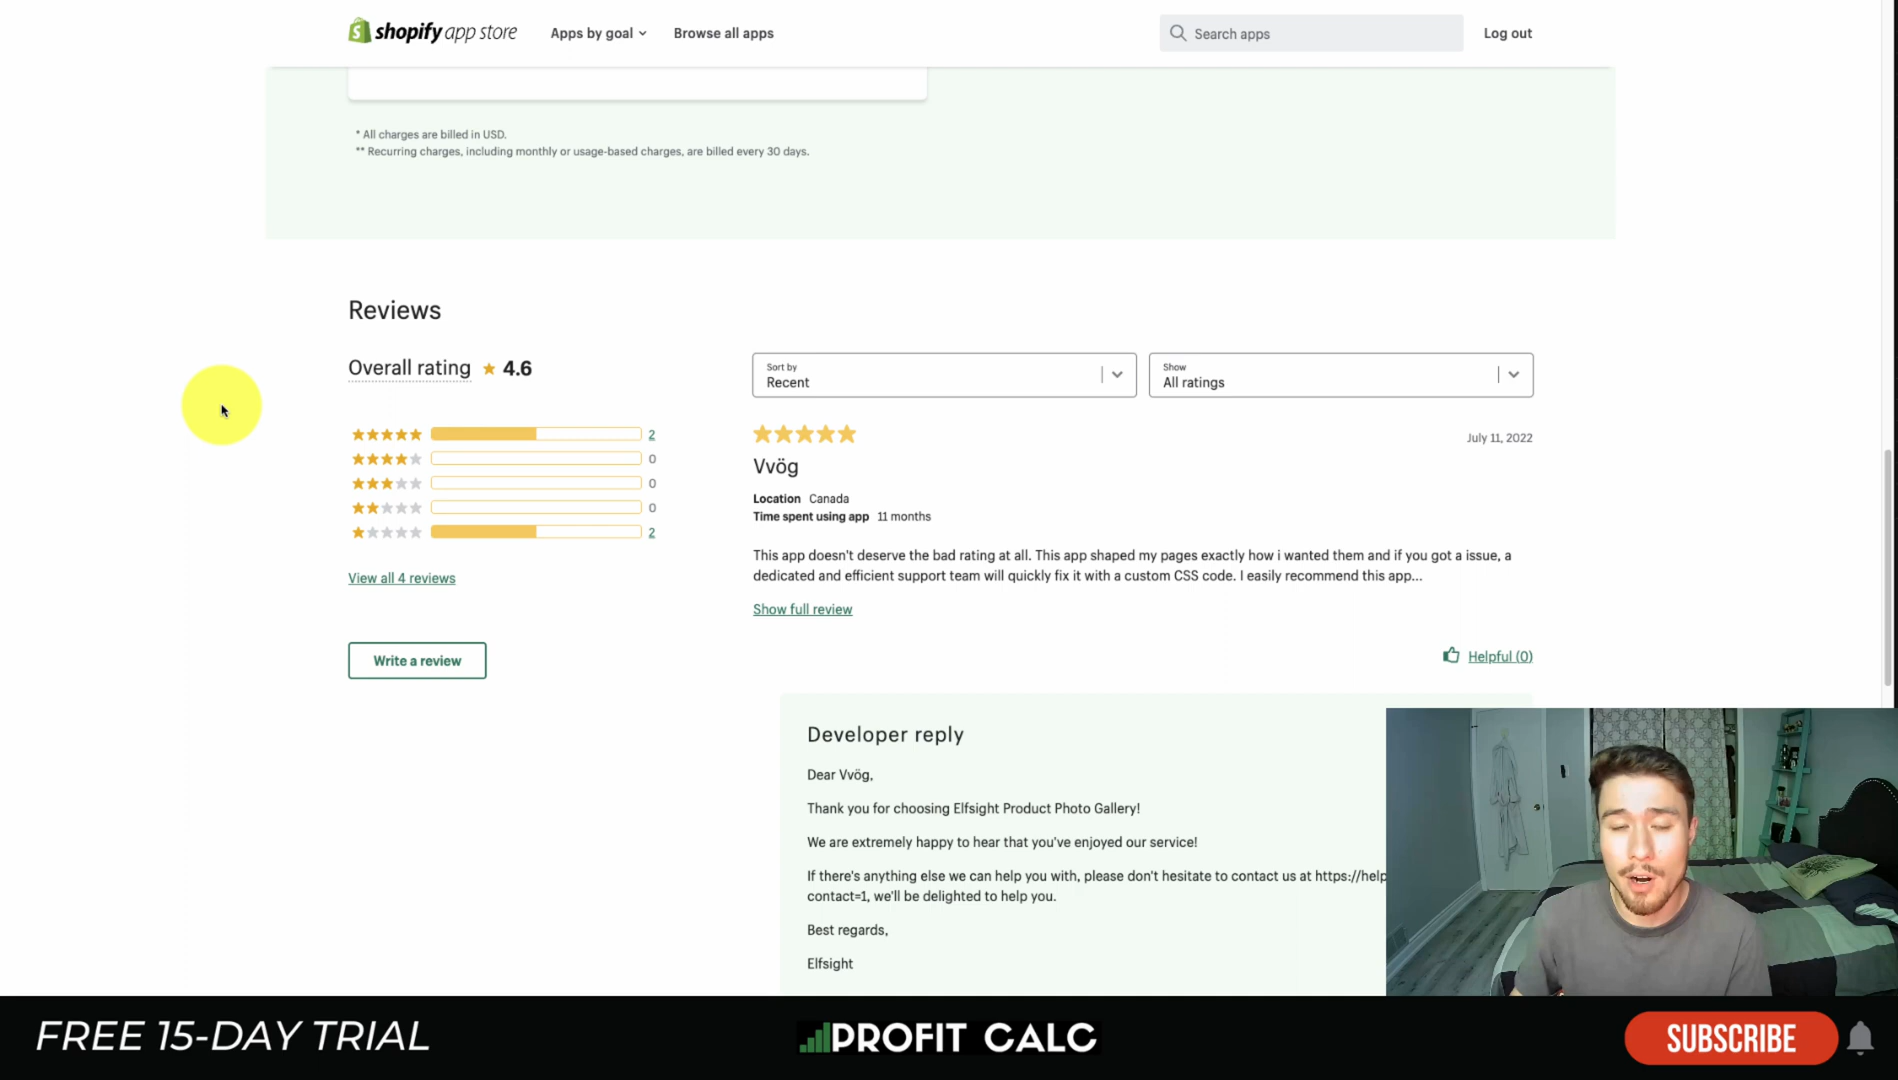 shopify app store
Apps by goal
Browse all apps
Search apps
Log out
* All charges are billed in USD.
** Recurring charges, including monthly or usage-based charges, are billed every 30 days.
Reviews
Overall rating 4.6
2
0
0
0
2
View all 4 reviews
Write a review
Sort by
Recent
Show
All ratings
July 11, 2022
Vvög
Location Canada
Time spent using app 11 months
This app doesn't deserve the bad rating at all. This app shaped my pages exactly how i wanted them and if you got a issue, a
dedicated and efficient support team will quickly fix it with a custom CSS code. I easily recommend this app...
Show full review
Helpful (0)
Developer reply
Dear Vvög,
Thank you for choosing Elfsight Product Photo Gallery!
We are extremely happy to hear that you've enjoyed our service!
If there's anything else we can help you with, please don't hesitate to contact us at https://help
contact=1, we'll be delighted to help you.
Best regards,
Elfsight
FREE 15-DAY TRIAL
PROFIT CALC
SUBSCRIBE